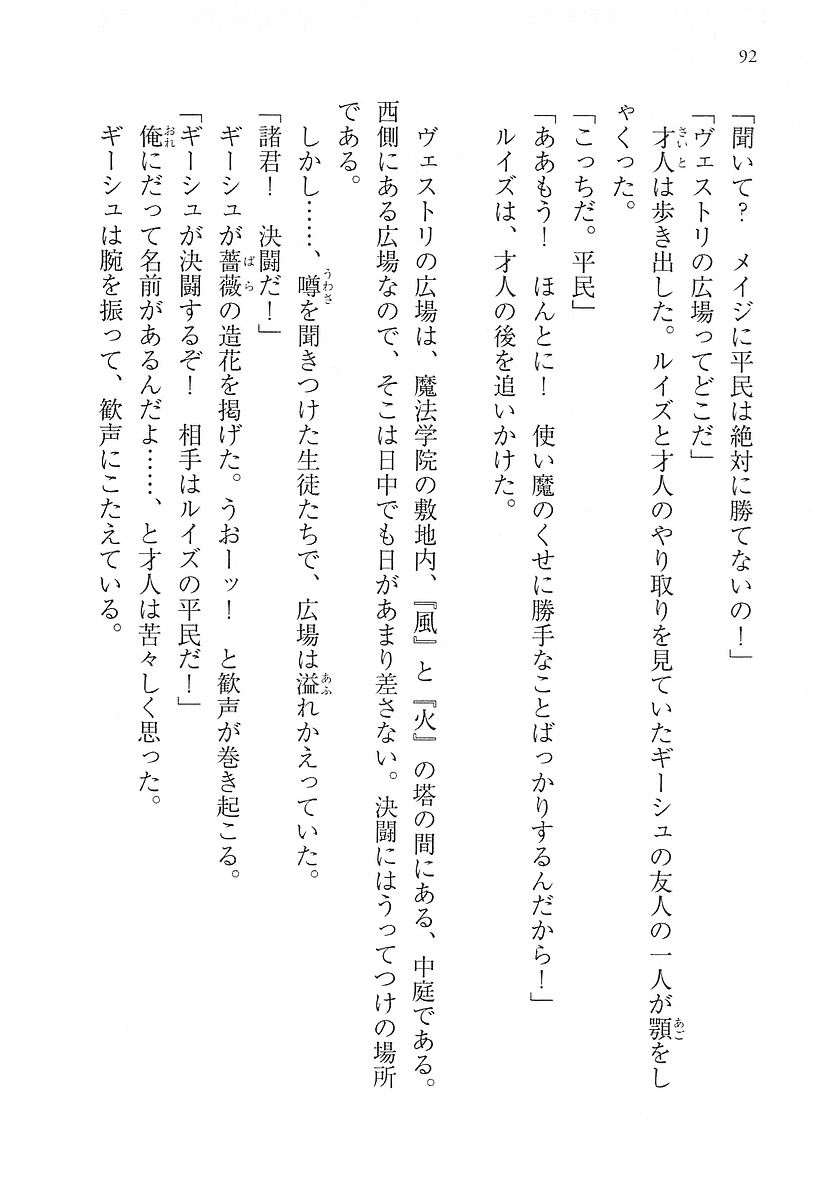 92
「聞いて？　メイジに平民は絶対に勝てないの！」
「ヴェストリの広場ってどこだ」
才人は歩き出した。ルイズと才人のやり取りを見ていたギーシュの友人の一人が顎をし
ゃくった。
「こっちだ。平民」
「ああもう！　ほんとに！　使い魔のくせに勝手なことばっかりするんだから！」
ルイズは、才人の後を追いかけた。
ヴェストリの広場は、魔法学院の敷地内、『風』と『火』の塔の間にある、中庭である。
西側にある広場なので、そこは日中でも日があまり差さない。決闘にはうってつけの場所
である。
しかし……、噂を聞きつけた生徒たちで、広場は溢れかえっていた。
「諸君！　決闘だ！」
ギーシュが薔薇の造花を掲げた。うおーッ！　と歓声が巻き起こる。
「ギーシュが決闘するぞ！　相手はルイズの平民だ！」
俺にだって名前があるんだよ……、と才人は苦々しく思った。
ギーシュは腕を振って、歓声にこたえている。